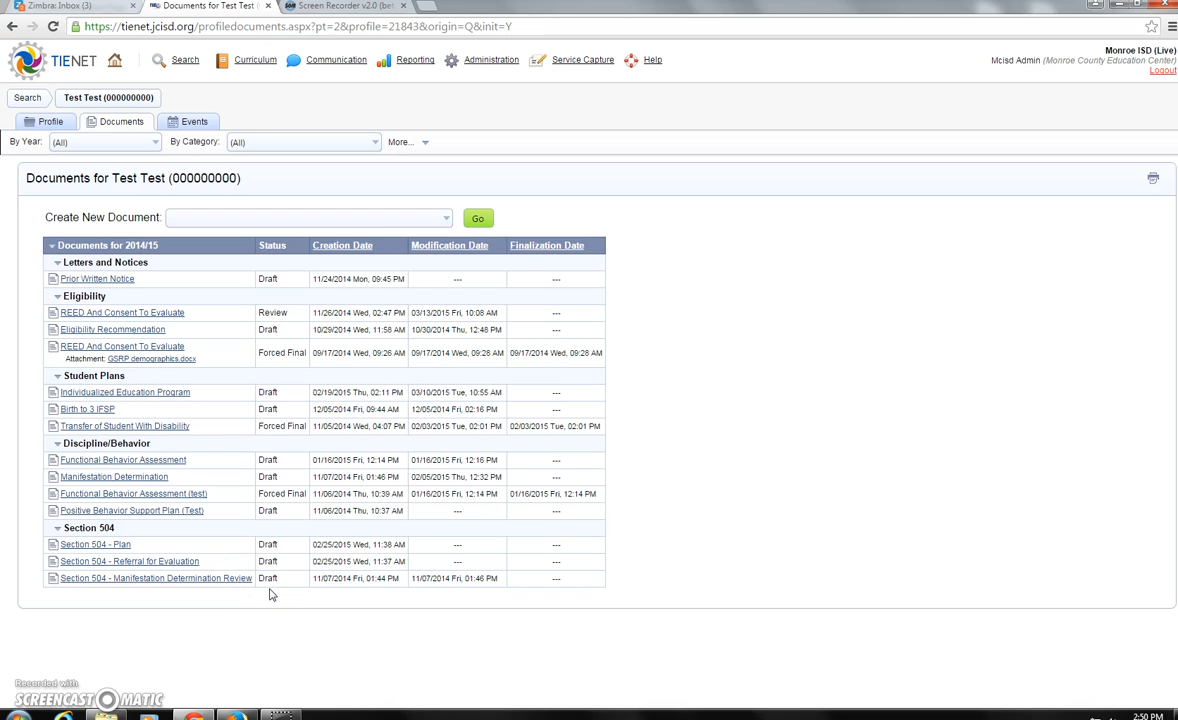 Zimbra: Inbox (3) Documents for Test Test Screen Recorder v2.0 (be
https://tienet.jcisd.org/profiledocuments.aspx?pt=2&profile=21843&origin=Q&init=Y
Monroe ISD (Live)
TIENET Search Curriculum Communication Reporting Administration Service Capture Help
Mcisd Admin (Monroe County Education Center)
Logout
Search Test Test (000000000)
Profile Documents Events
By Year: (All) By Category: (All) More...
Documents for Test Test (000000000)
Create New Document: Go
Documents for 2014/15 Status Creation Date Modification Date Finalization Date
Letters and Notices
Prior Written Notice Draft 11/24/2014 Mon, 09:45 PM --- ---
Eligibility
REED And Consent To Evaluate Review 11/26/2014 Wed, 02:47 PM 03/13/2015 Fri, 10:08 AM ---
Eligibility Recommendation Draft 10/29/2014 Wed, 11:58 AM 10/30/2014 Thu, 12:48 PM ---
REED And Consent To Evaluate Forced Final 09/17/2014 Wed, 09:26 AM 09/17/2014 Wed, 09:28 AM 09/17/2014 Wed, 09:28 AM
Attachment: GSRP demographics.docx
Student Plans
Individualized Education Program Draft 02/19/2015 Thu, 02:11 PM 03/10/2015 Tue, 10:55 AM ---
Birth to 3 IFSP Draft 12/05/2014 Fri, 09:44 AM 12/05/2014 Fri, 02:16 PM ---
Transfer of Student With Disability Forced Final 11/05/2014 Wed, 04:07 PM 02/03/2015 Tue, 02:01 PM 02/03/2015 Tue, 02:01 PM
Discipline/Behavior
Functional Behavior Assessment Draft 01/16/2015 Fri, 12:14 PM 01/16/2015 Fri, 12:16 PM ---
Manifestation Determination Draft 11/07/2014 Fri, 01:46 PM 02/05/2015 Thu, 12:32 PM ---
Functional Behavior Assessment (test) Forced Final 11/06/2014 Thu, 10:39 AM 01/16/2015 Fri, 12:14 PM 01/16/2015 Fri, 12:14 PM
Positive Behavior Support Plan (Test) Draft 11/06/2014 Thu, 10:37 AM --- ---
Section 504
Section 504 - Plan Draft 02/25/2015 Wed, 11:38 AM --- ---
Section 504 - Referral for Evaluation Draft 02/25/2015 Wed, 11:37 AM --- ---
Section 504 - Manifestation Determination Review Draft 11/07/2014 Fri, 01:44 PM 11/07/2014 Fri, 01:46 PM ---
Recorded with
SCREENCAST MATIC
2:50 PM